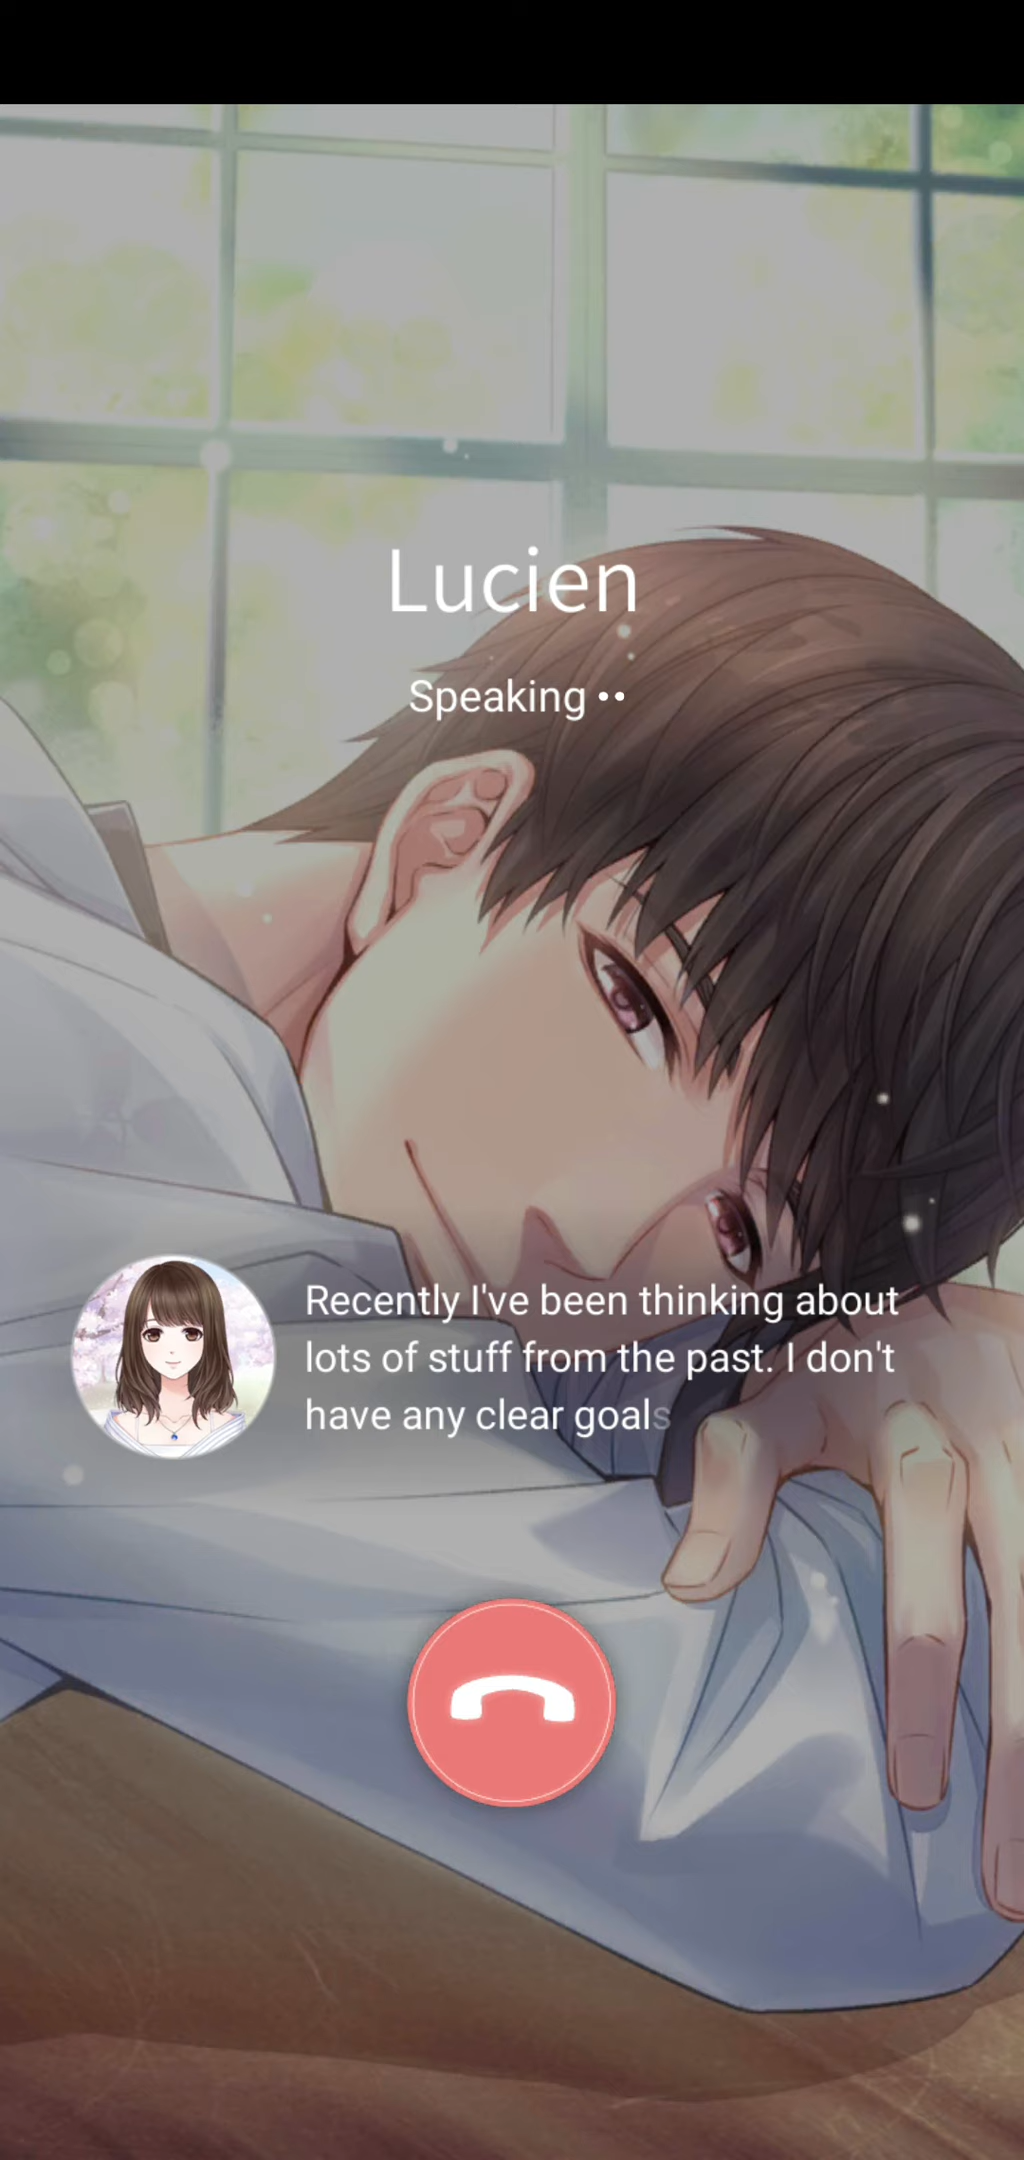 Lucien
Speaking ••
Recently I've been thinking about
lots of stuff from the past. I don't
have any clear goals